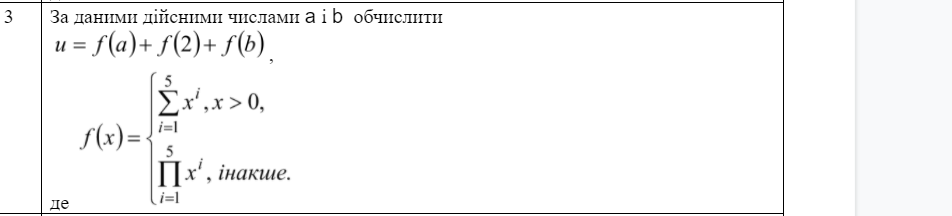 3 За даними дійсними числами a і b обчислити
u = f(a) + f(2) + f(b) ,
f(x) = { ∑_{i=1}^{5} x^i , x > 0,
∏_{i=1}^{5} x^i , інакше.
де